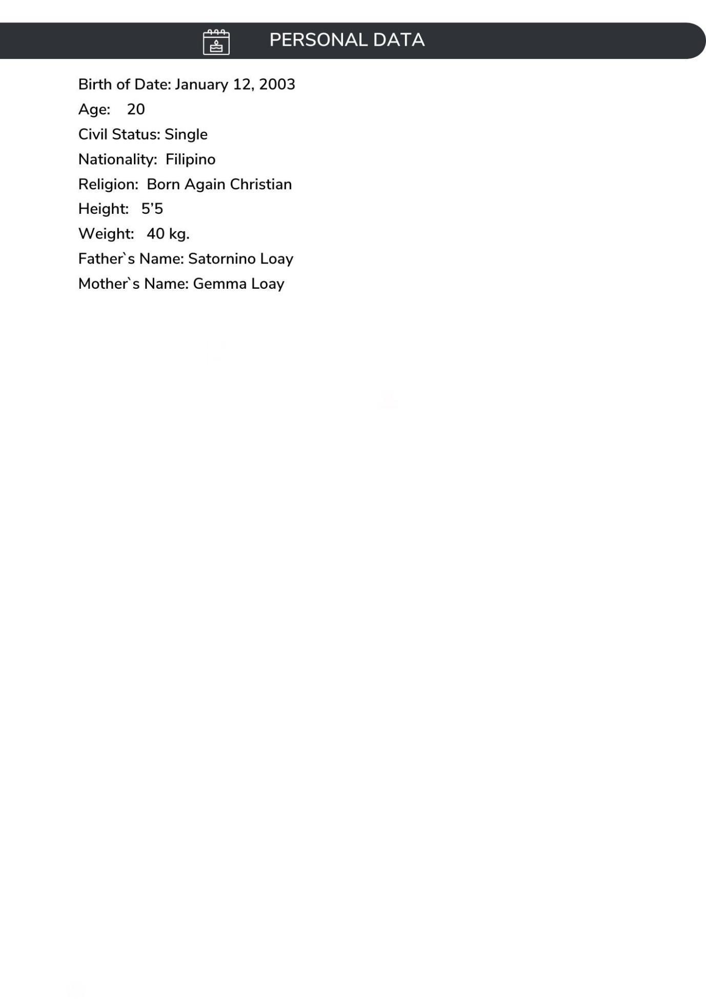 PERSONAL DATA
Birth of Date: January 12, 2003
Age: 20
Civil Status: Single
Nationality: Filipino
Religion: Born Again Christian
Height: 5’5
Weight: 40 kg.
Father`s Name: Satornino Loay
Mother`s Name: Gemma Loay